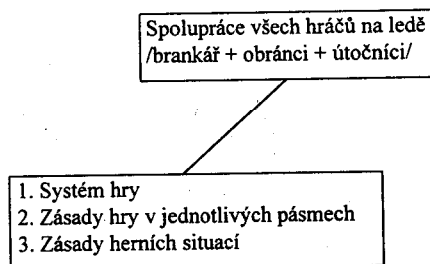 Spolupráce všech hráčů na ledě
/brankář + obránci + útočníci/
1. Systém hry
2. Zásady hry v jednotlivých pásmech
3. Zásady herních situací